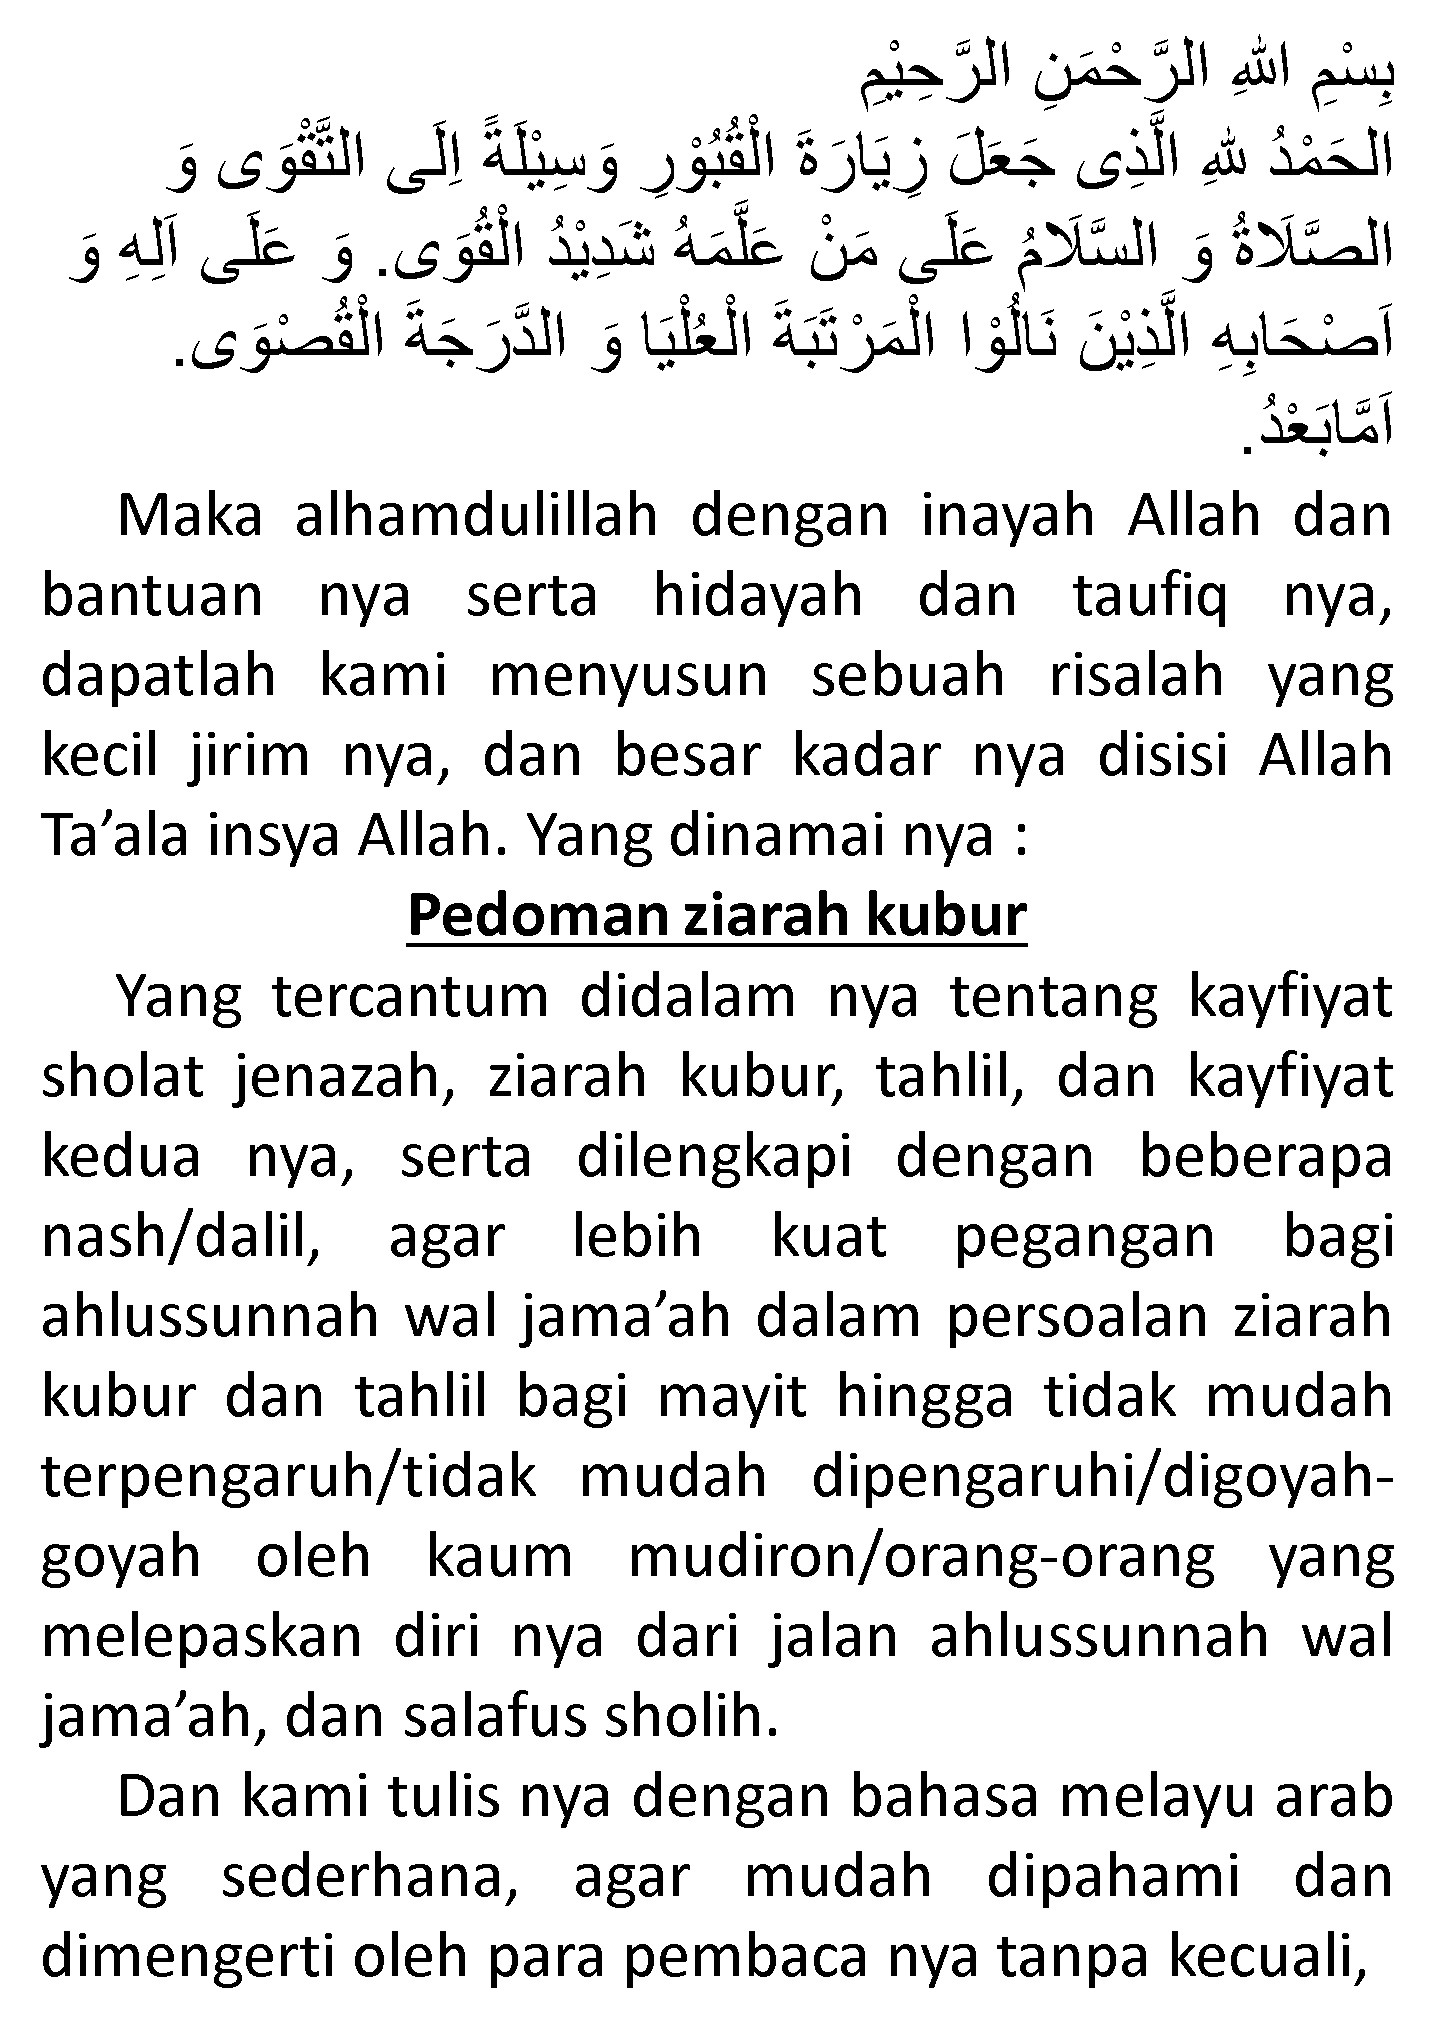 بِسْمِ اللهِ الرَّحْمَنِ الرَّحِيْمِ
الحَمْدُ للهِ الَّذِى جَعَلَ زِيَارَةَ الْقُبُوْرِ وَسِيْلَةً اِلَى التَّقْوَى وَ
الصَّلَاةُ وَ السَّلَامُ عَلَى مَنْ عَلَّمَهُ شَدِيْدُ الْقُوَى. وَ عَلَى اَلِهِ وَ
اَصْحَابِهِ الَّذِيْنَ نَالُوْا الْمَرْتَبَةَ الْعُلْيَا وَ الدَّرَجَةَ الْقُصْوَى.
اَمَّابَعْدُ.
Maka alhamdulillah dengan inayah Allah dan
bantuan nya serta hidayah dan taufiq nya,
dapatlah kami menyusun sebuah risalah yang
kecil jirim nya, dan besar kadar nya disisi Allah
Ta’ala insya Allah. Yang dinamai nya :
Pedoman ziarah kubur
Yang tercantum didalam nya tentang kayfiyat
sholat jenazah, ziarah kubur, tahlil, dan kayfiyat
kedua nya, serta dilengkapi dengan beberapa
nash/dalil, agar lebih kuat pegangan bagi
ahlussunnah wal jama’ah dalam persoalan ziarah
kubur dan tahlil bagi mayit hingga tidak mudah
terpengaruh/tidak mudah dipengaruhi/digoyah-
goyah oleh kaum mudiron/orang-orang yang
melepaskan diri nya dari jalan ahlussunnah wal
jama’ah, dan salafus sholih.
Dan kami tulis nya dengan bahasa melayu arab
yang sederhana, agar mudah dipahami dan
dimengerti oleh para pembaca nya tanpa kecuali,